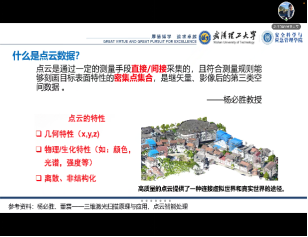 厚德博学 追求卓越
GREAT VIRTUE AND GREAT PURSUIT FOR EXCELLENCE
武汉理工大学
Wuhan University of Technology
安全科学与
应急管理学院
什么是点云数据?
点云是通过一定的测量手段直接/间接采集的,且符合测量规则能
够刻画目标表面特性的密集点集合,是继矢量、影像后的第三类空
间数据 。
——杨必胜教授
点云的特性
几何特性(x,y,z)
物理/生化特性(如:颜色,
光谱,强度等)
离散、非结构化
高质量的点云提供了一种连接虚拟世界和真实世界的途径。
参考资料:杨必胜,董震——三维激光扫描原理与应用、点云智能处理